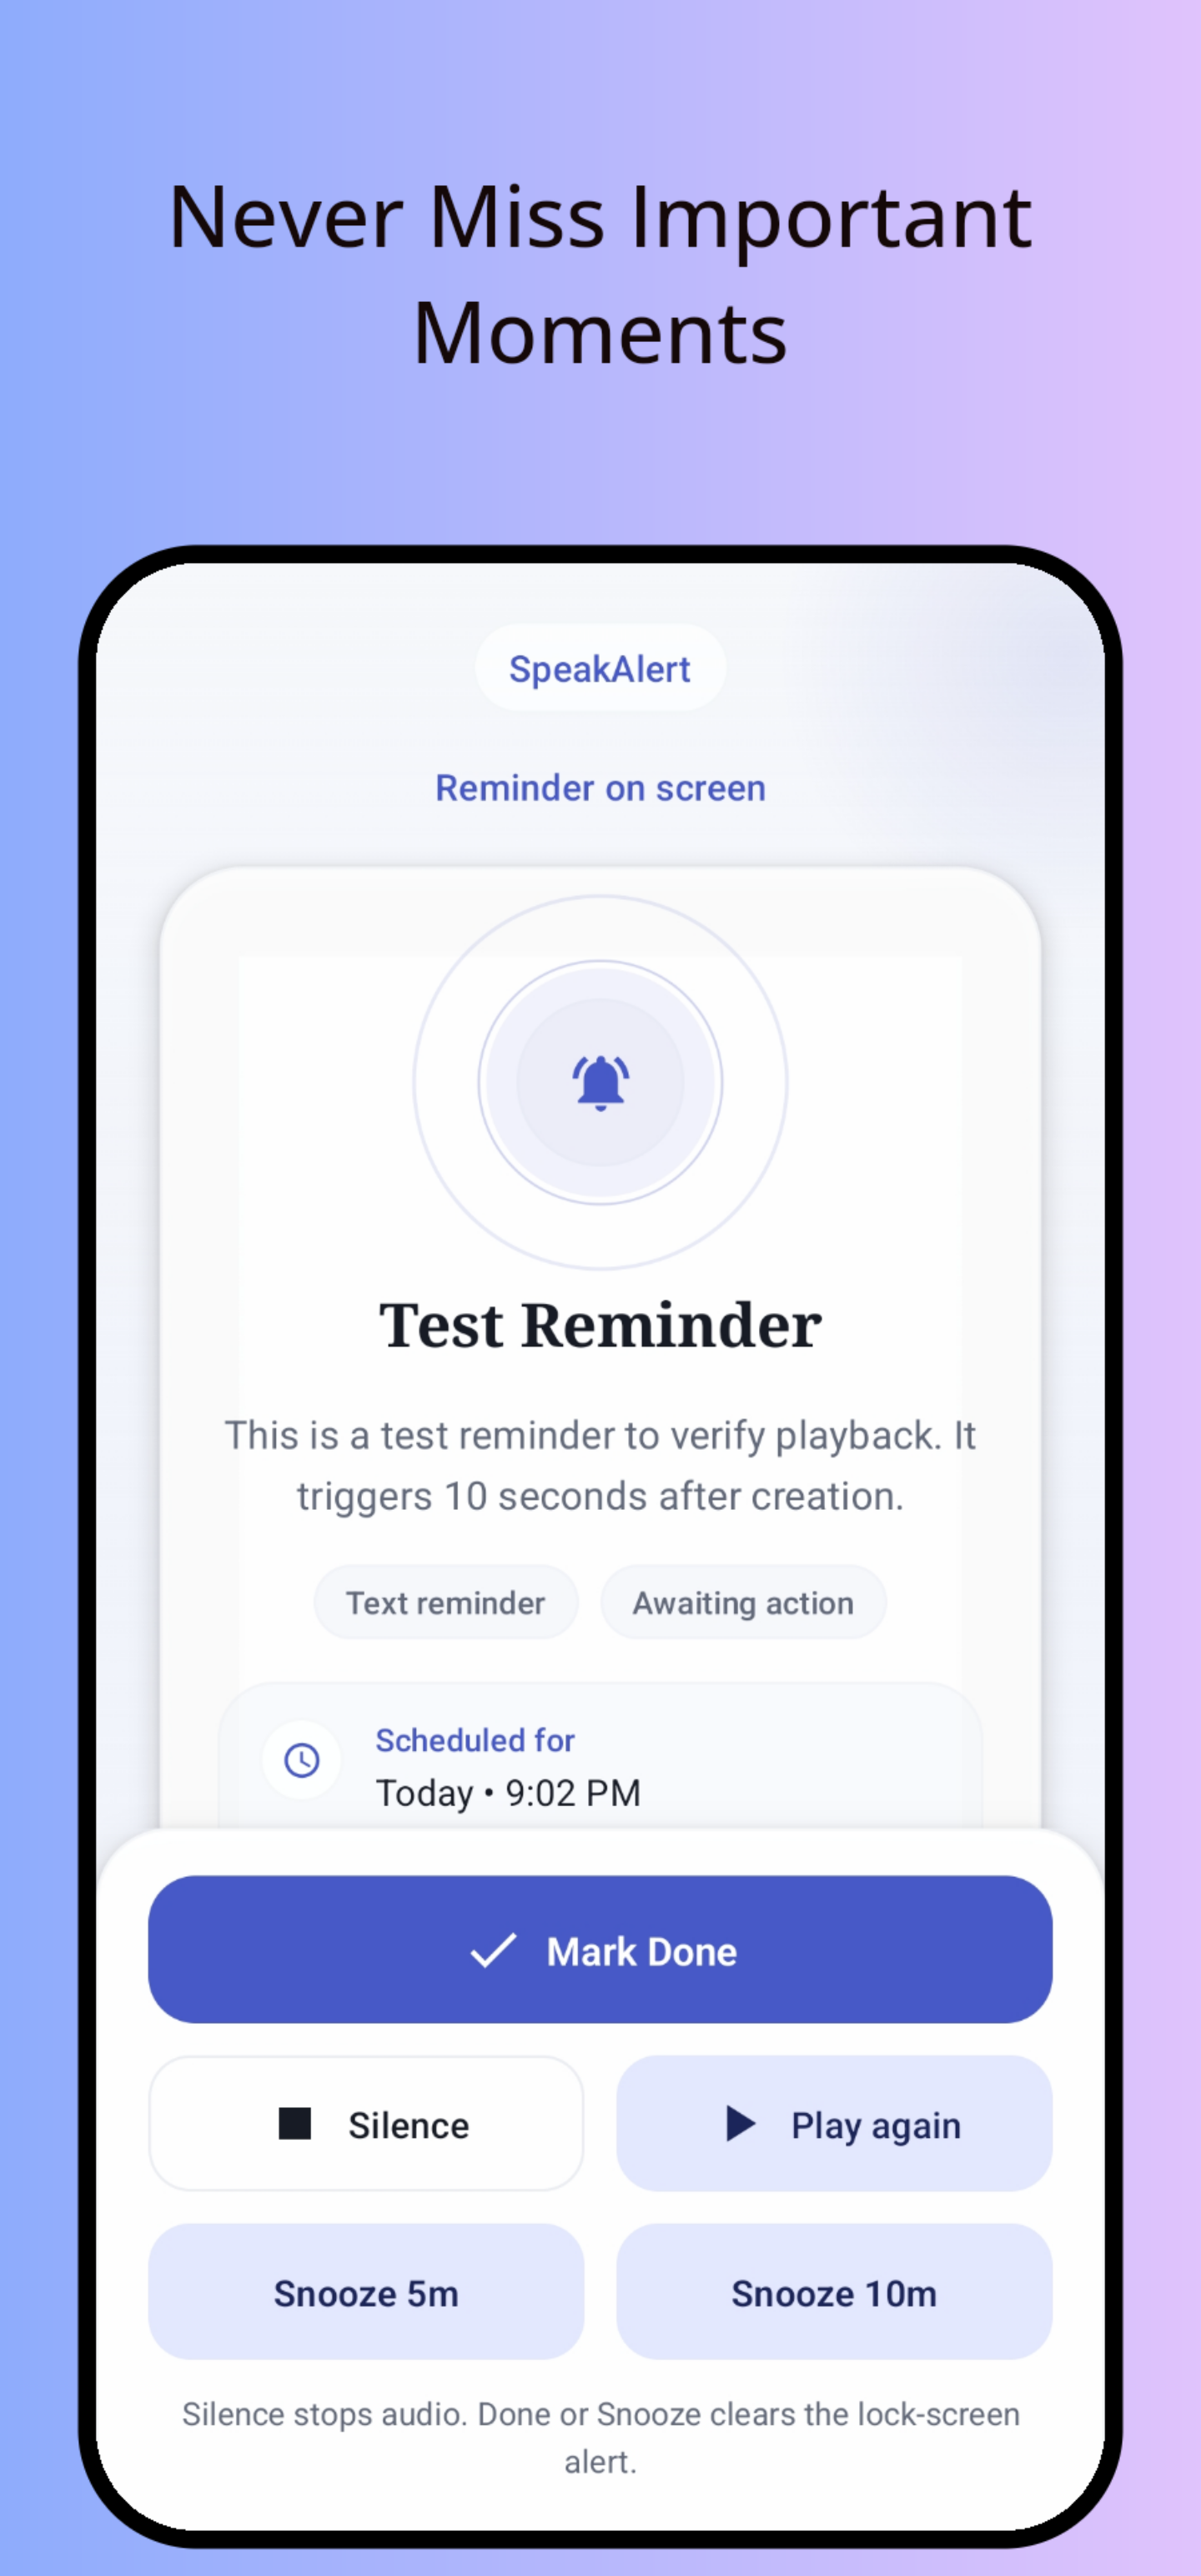 Never Miss Important
Moments
SpeakAlert
Reminder on screen
Test Reminder
This is a test reminder to verify playback. It
triggers 10 seconds after creation.
Text reminder
Awaiting action
Scheduled for
Today • 9:02 PM
Mark Done
Silence
Play again
Snooze 5m
Snooze 10m
Silence stops audio. Done or Snooze clears the lock-screen
alert.